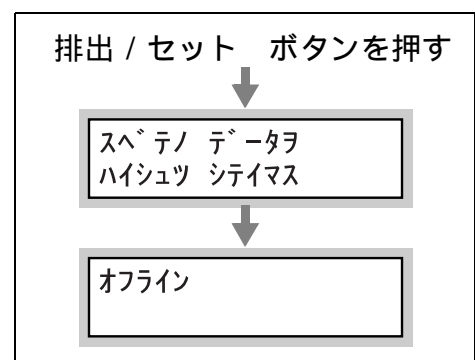 排出 / セット　ボタンを押す
スベテノ データヲ
ハイシュツ シテイマス
オフライン